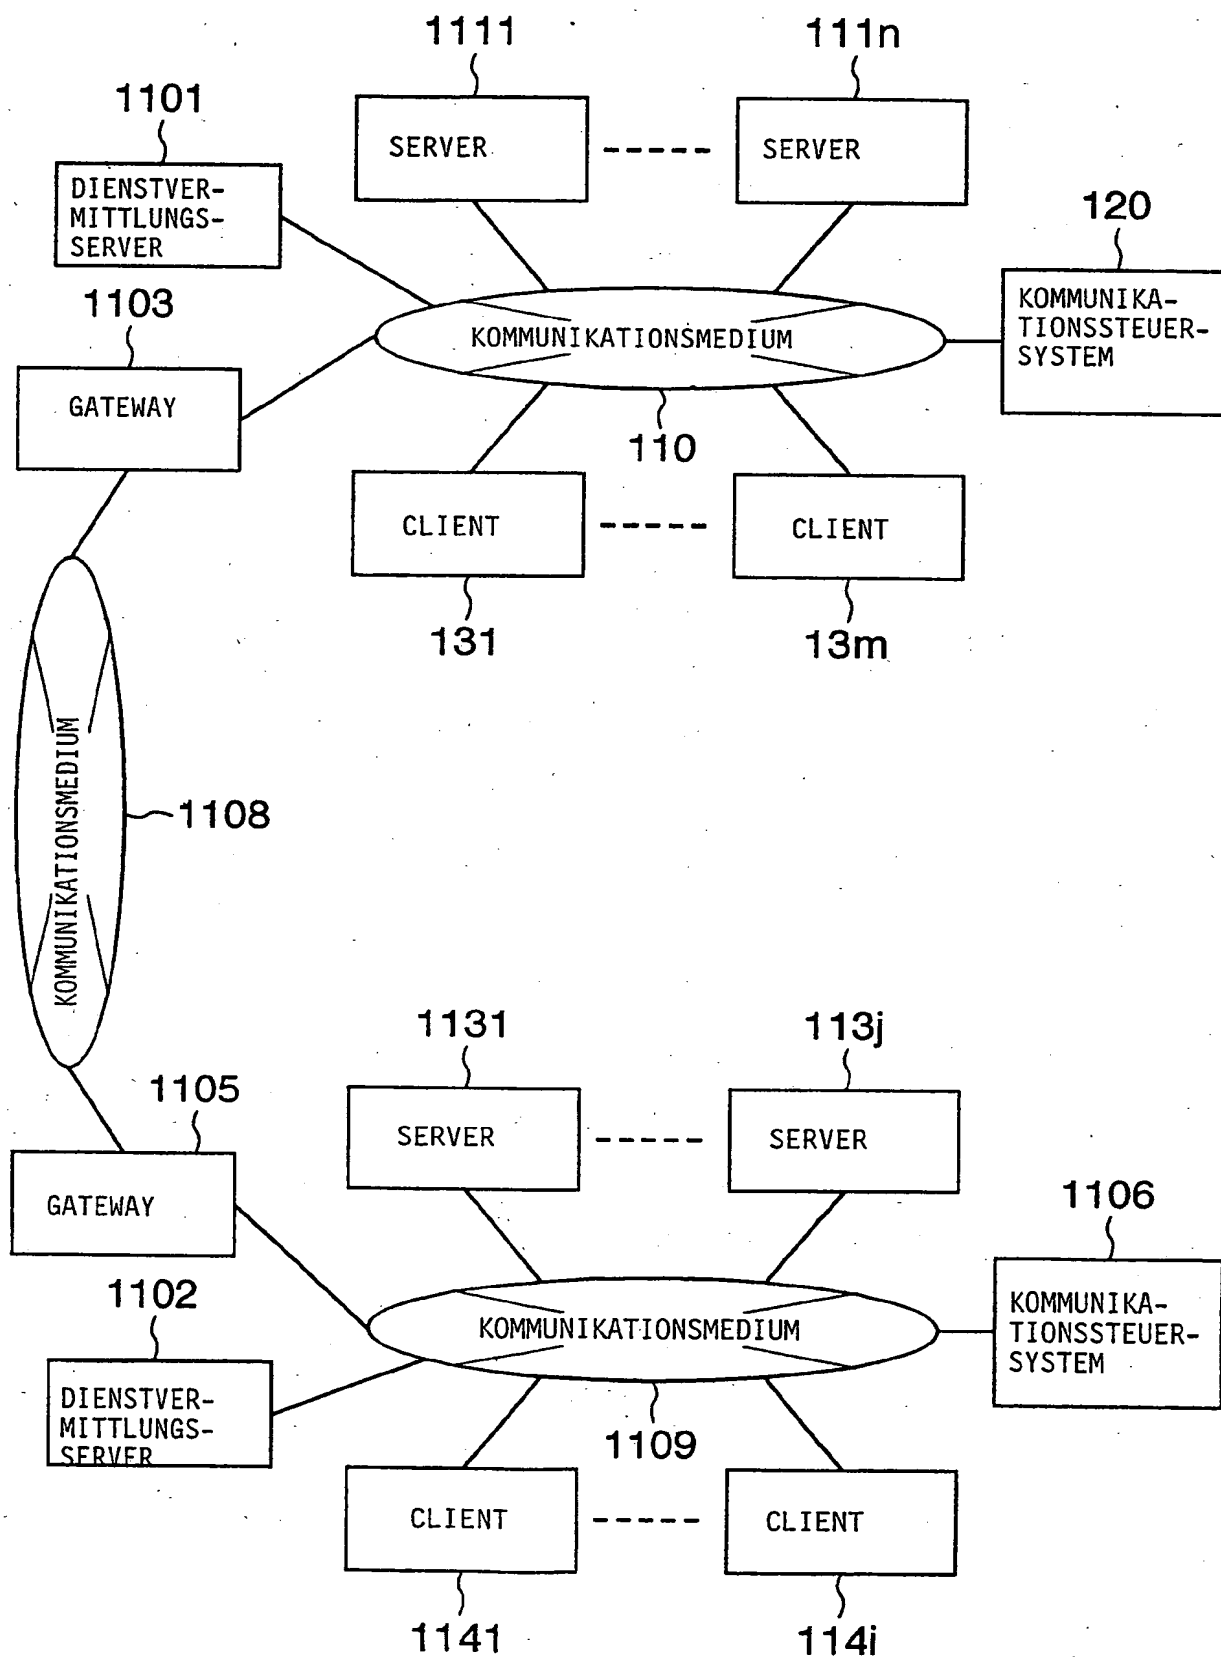 1111
111n
1101
SERVER
SERVER
DIENSTVER-
MITTLUNGS-
SERVER
120
1103
KOMMUNIKA-
TIONSSTEUER-
SYSTEM
KOMMUNIKATIONSMEDIUM
GATEWAY
110
CLIENT
CLIENT
131
13m
KOMMUNIKATIONSMEDIUM
1108
1131
113j
1105
SERVER
SERVER
1106
GATEWAY
1102
KOMMUNIKA-
TIONSSTEUER-
SYSTEM
KOMMUNIKATIONSMEDIUM
DIENSTVER-
MITTLUNGS-
SERVER
1109
CLIENT
CLIENT
1141
114i